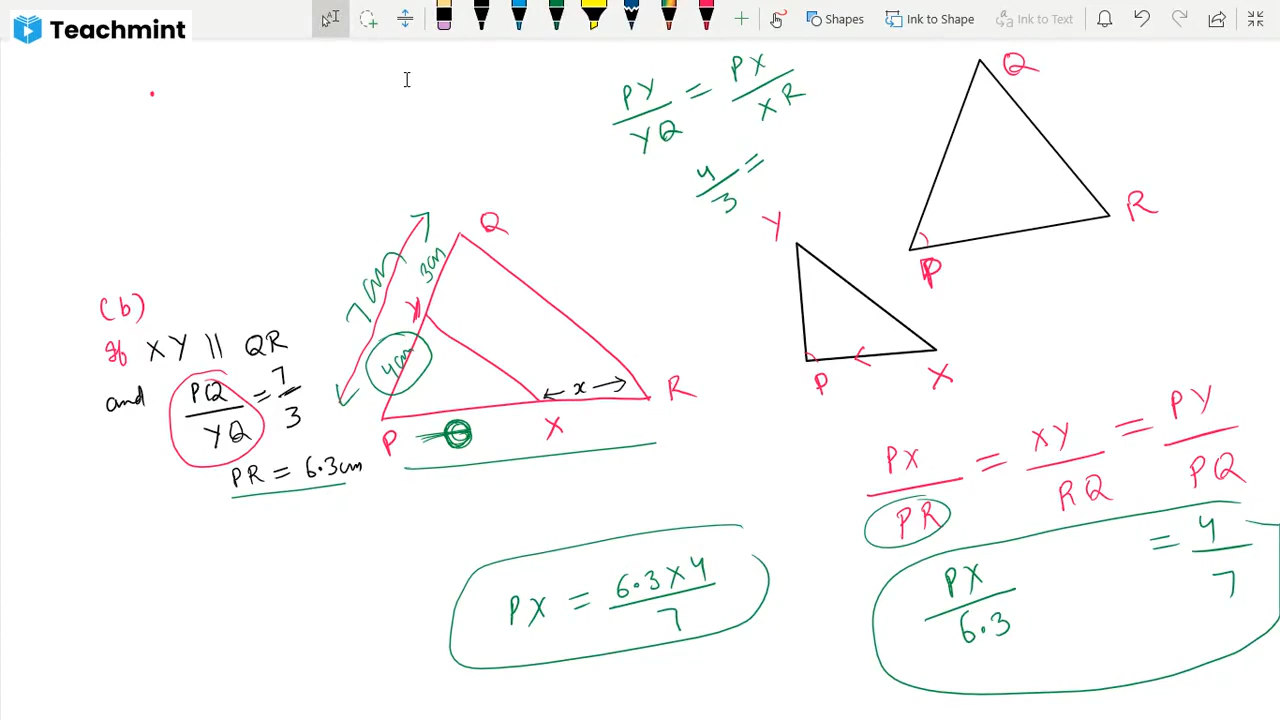 Teachmint
Shapes
Ink to Shape
Ink to Text
PY/YQ = PX/XR
4/3 =
Q
R
P
Y
P
X
Q
3cm
7cm
Y
4cm
x
R
P
X
(b)
If XY || QR
and PQ/YQ = 7/3
PR = 6.3cm
PX/PR = XY/RQ = PY/PQ
PX/6.3 = 4/7
PX = 6.3×4/7